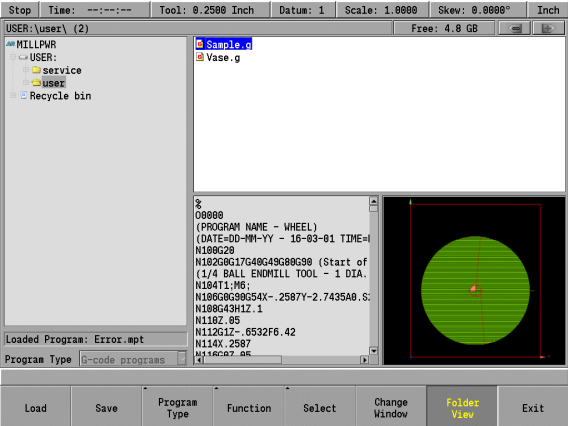 Stop
Time: --:--:--
Tool: 0.2500 Inch
Datum: 1
Scale: 1.0000
Skew: 0.0000°
Inch
USER:\user\ (2)
Free: 4.8 GB
MILLPWR
USER:
service
user
Recycle bin
Sample.g
Vase.g
%
O0000
(PROGRAM NAME - WHEEL)
(DATE=DD-MM-YY - 16-03-01 TIME=
N100G20
N102G0G17G40G49G80G90 (Start of
(1/4 BALL ENDMILL TOOL - 1 DIA.
N104T1;M6;
N106G0G90G54X-.2587Y-2.7435A0.S
N108G43H1Z.1
N110Z.05
N112G1Z-.6532F6.42
N114X.2587
N116G0Z.05
Loaded Program: Error.mpt
Program Type
G-code programs
Load
Save
Program
Type
Function
Select
Change
Window
Folder
View
Exit